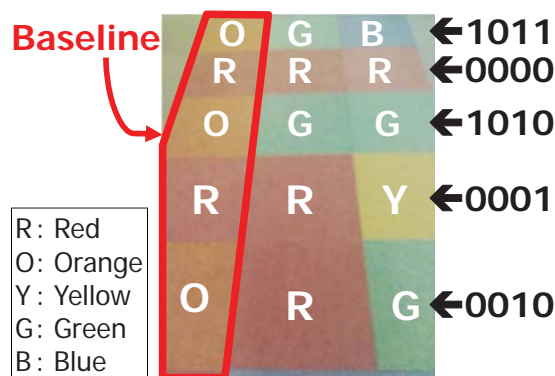 Baseline
O G B ←1011
R R R ←0000
O G G ←1010
R R Y ←0001
O R G ←0010
R: Red
O: Orange
Y: Yellow
G: Green
B: Blue